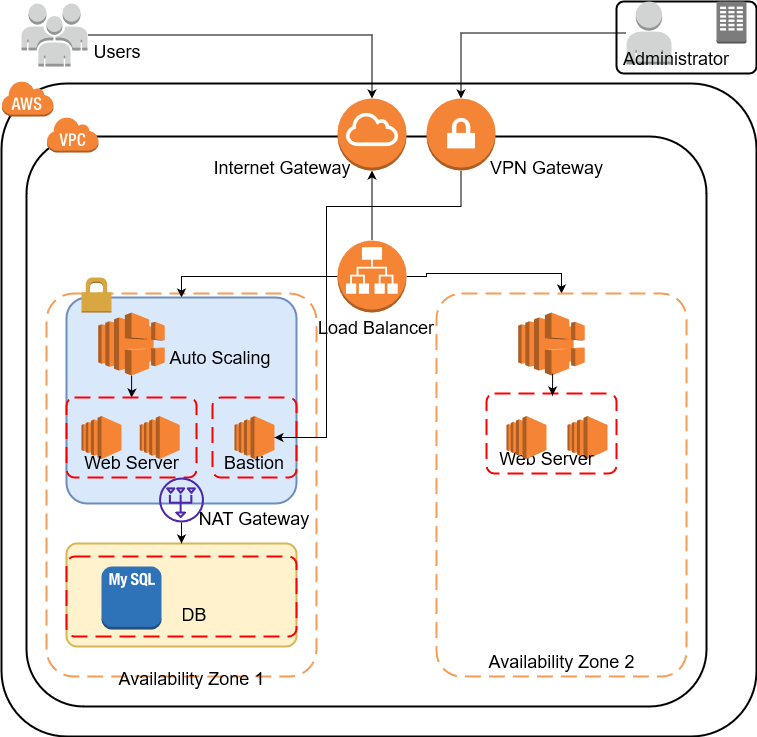 Users
Administrator
AWS
VPC
Internet Gateway
VPN Gateway
Load Balancer
Auto Scaling
Web Server
Bastion
Web Server
NAT Gateway
My SQL
DB
Availability Zone 1
Availability Zone 2